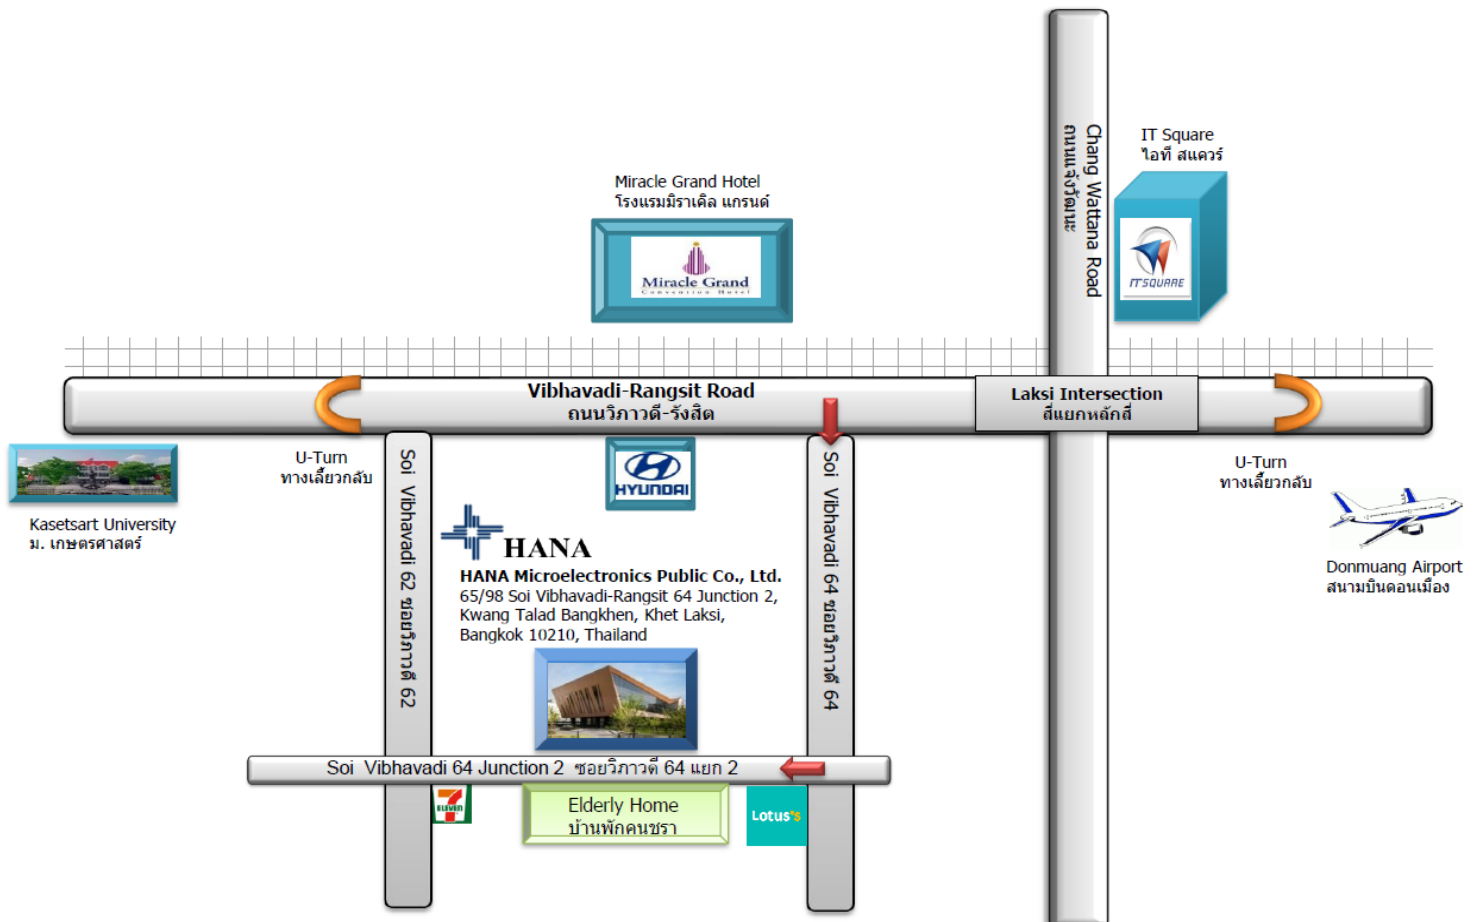 Chang Wattana Road
ถนนแจ้งวัฒนะ
IT Square
ไอที สแควร์
ITSQUARE
Miracle Grand Hotel
โรงแรมมิราเคิล แกรนด์
Miracle Grand
Convention Hotel
Vibhavadi-Rangsit Road
ถนนวิภาวดี-รังสิต
Laksi Intersection
สี่แยกหลักสี่
U-Turn
ทางเลี้ยวกลับ
HYUNDAI
U-Turn
ทางเลี้ยวกลับ
Kasetsart University
ม. เกษตรศาสตร์
Donmuang Airport
สนามบินดอนเมือง
Soi Vibhavadi 62 ซอยวิภาวดี 62
HANA
HANA Microelectronics Public Co., Ltd.
65/98 Soi Vibhavadi-Rangsit 64 Junction 2,
Kwang Talad Bangkhen, Khet Laksi,
Bangkok 10210, Thailand
Soi Vibhavadi 64 ซอยวิภาวดี 64
Soi Vibhavadi 64 Junction 2 ซอยวิภาวดี 64 แยก 2
7 ELEVEN
Elderly Home
บ้านพักคนชรา
Lotus's